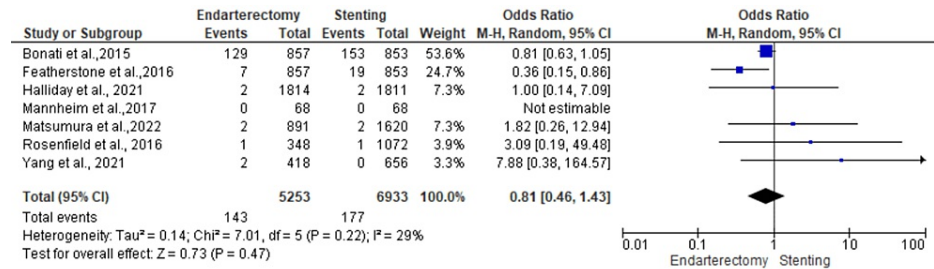 Endarterectomy Stenting Odds Ratio Odds Ratio
Study or Subgroup Events Total Events Total Weight M-H, Random, 95% CI M-H, Random, 95% CI
Bonati et al.,2015 129 857 153 853 53.6% 0.81 [0.63, 1.05]
Featherstone et al.,2016 7 857 19 853 24.7% 0.36 [0.15, 0.86]
Halliday et al., 2021 2 1814 2 1811 7.3% 1.00 [0.14, 7.09]
Mannheim et al.,2017 0 68 0 68 Not estimable
Matsumura et al.,2022 2 891 2 1620 7.3% 1.82 [0.26, 12.94]
Rosenfield et al., 2016 1 348 1 1072 3.9% 3.09 [0.19, 49.48]
Yang et al., 2021 2 418 0 656 3.3% 7.88 [0.38, 164.57]
Total (95% CI) 5253 6933 100.0% 0.81 [0.46, 1.43]
Total events 143 177
Heterogeneity: Tau² = 0.14; Chi² = 7.01, df = 5 (P = 0.22); I² = 29%
Test for overall effect: Z = 0.73 (P = 0.47)
0.01 0.1 1 10 100
Endarterectomy Stenting